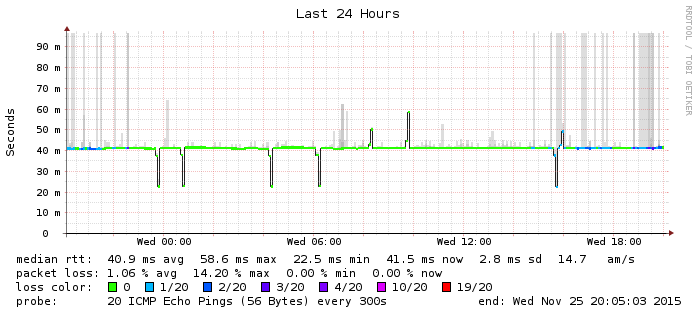 Last 24 Hours
RRDTOOL / TOBI OETIKER
Seconds
90 m
80 m
70 m
60 m
50 m
40 m
30 m
20 m
10 m
0
Wed 00:00 Wed 06:00 Wed 12:00 Wed 18:00
median rtt: 40.9 ms avg 58.6 ms max 22.5 ms min 41.5 ms now 2.8 ms sd 14.7 am/s
packet loss: 1.06 % avg 14.20 % max 0.00 % min 0.00 % now
loss color: 0 1/20 2/20 3/20 4/20 10/20 19/20
probe: 20 ICMP Echo Pings (56 Bytes) every 300s end: Wed Nov 25 20:05:03 2015